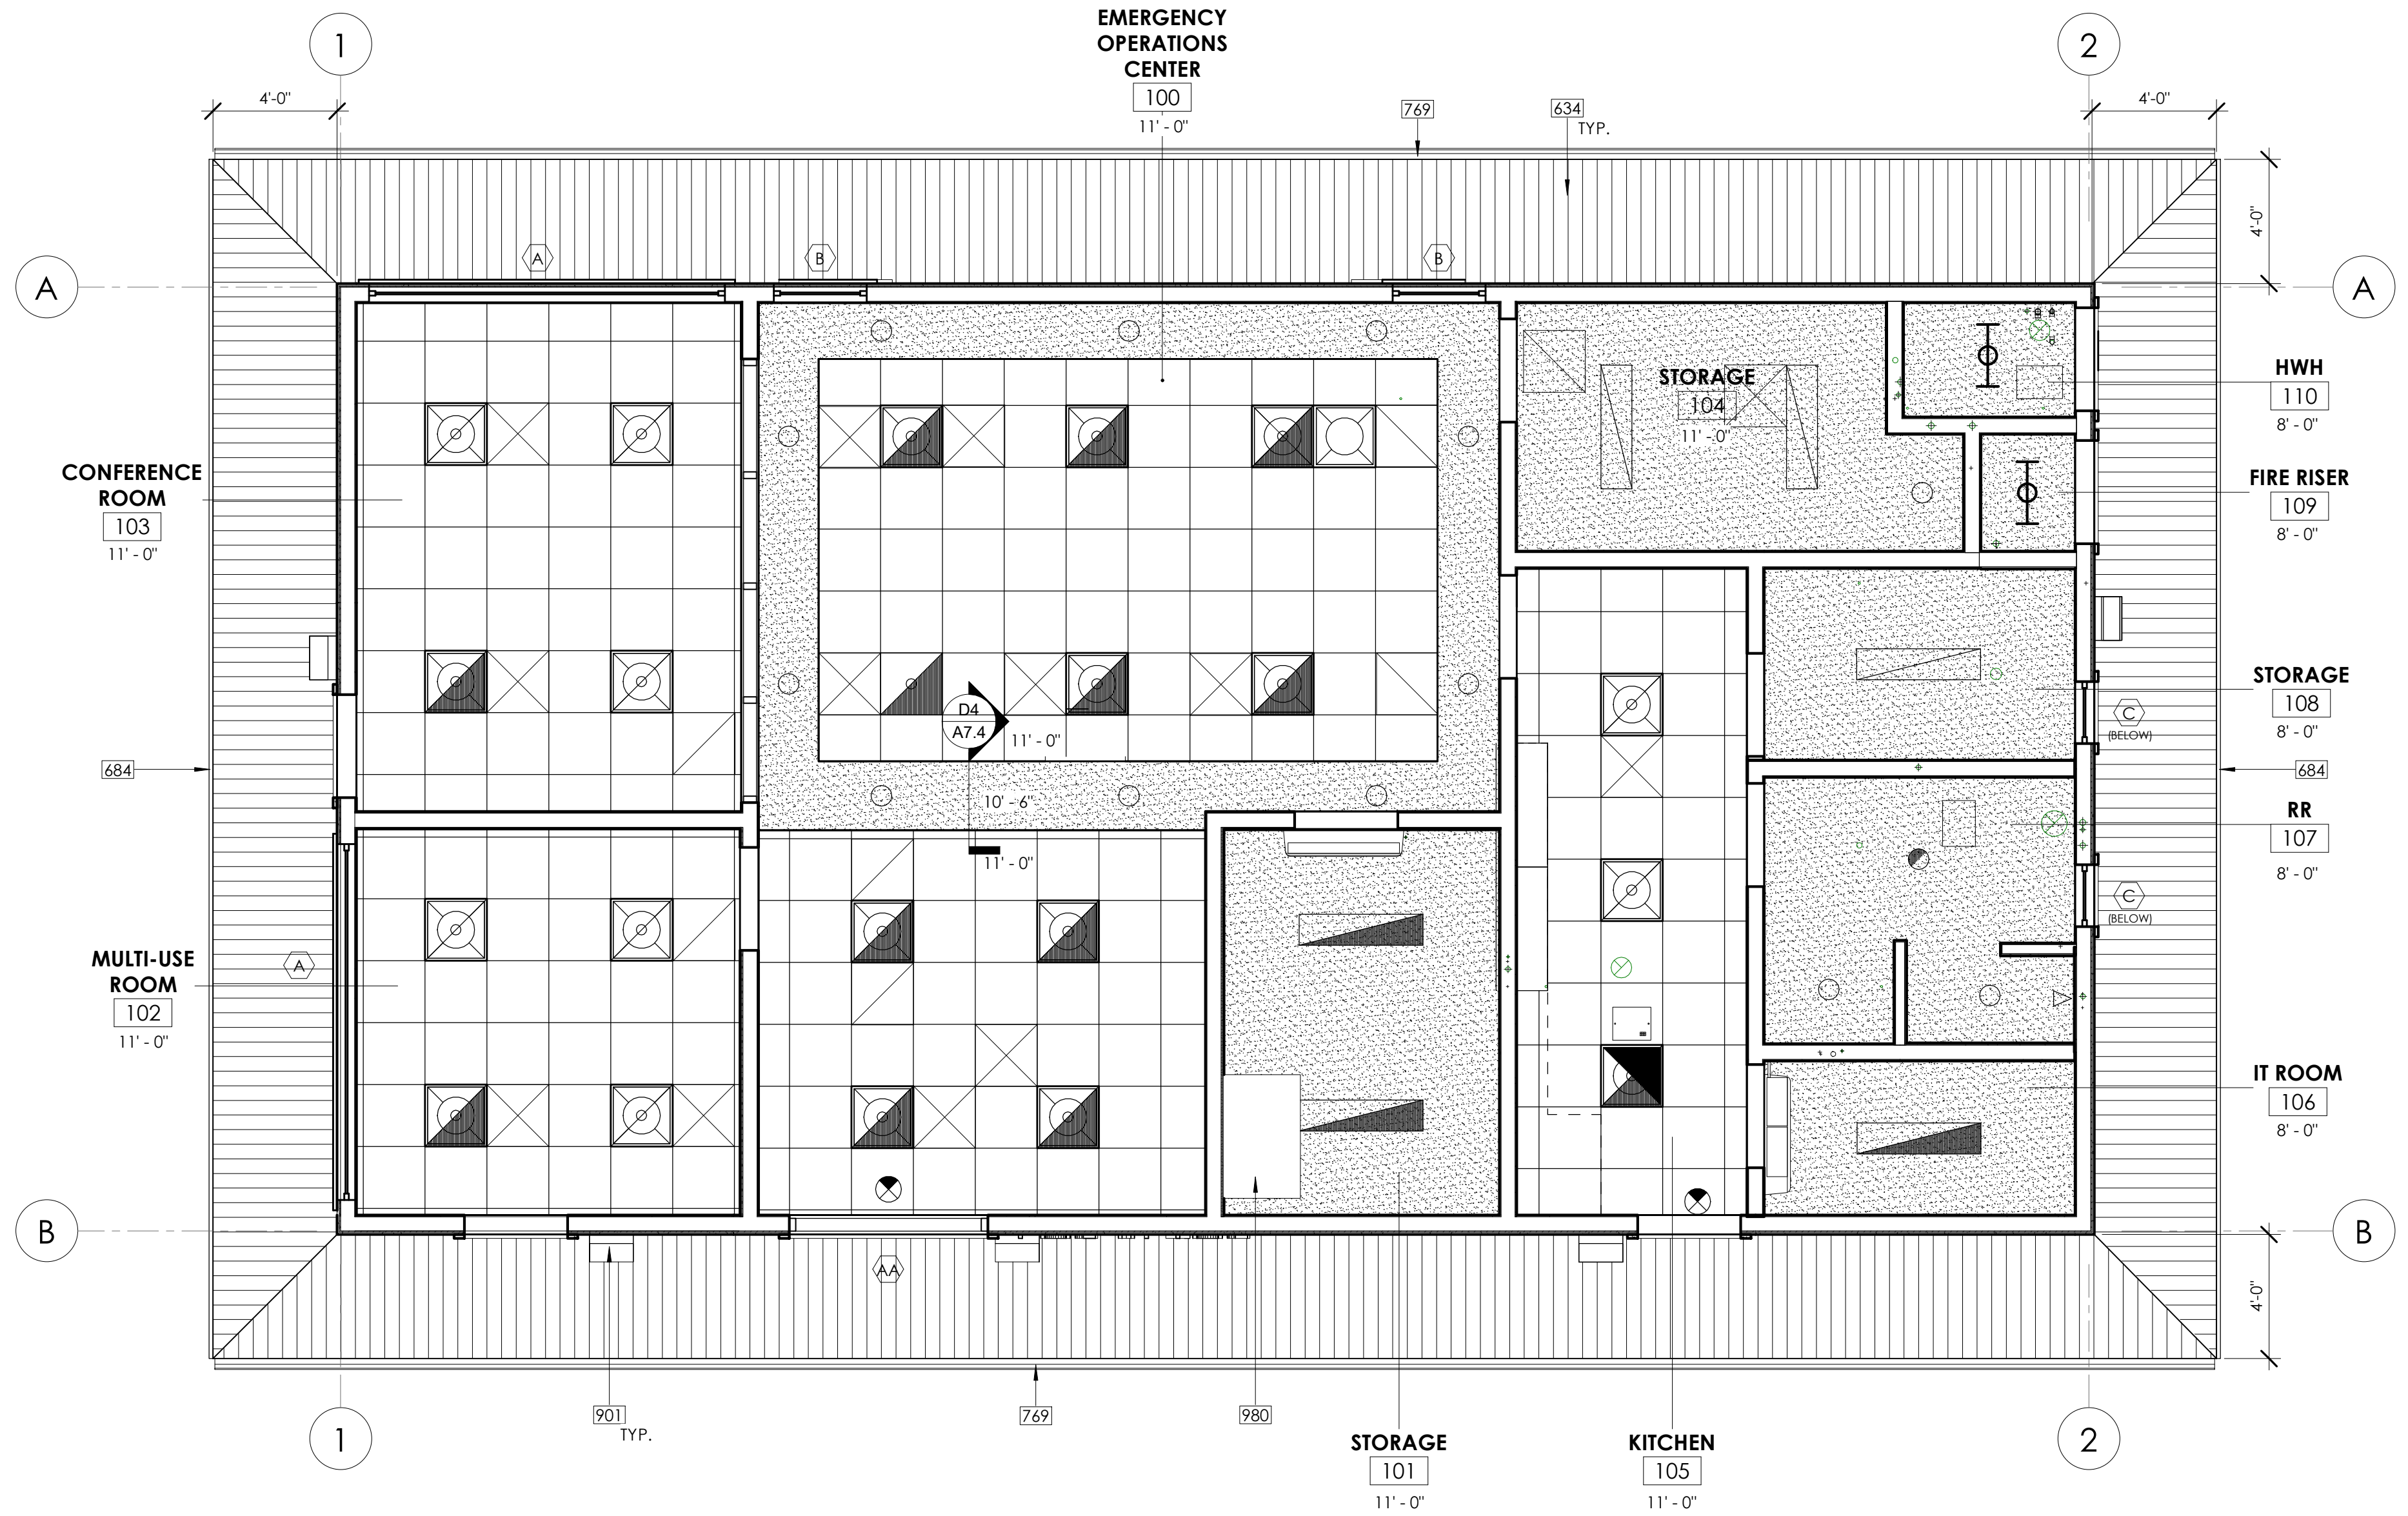 EMERGENCY
OPERATIONS
CENTER
100
11' - 0"
1
2
4'-0"
769
634
TYP.
4'-0"
4'-0"
A
B
B
A
A
HWH
110
8' - 0"
STORAGE
104
11' - 0"
CONFERENCE
ROOM
103
11' - 0"
FIRE RISER
109
8' - 0"
STORAGE
108
8' - 0"
D4
A7.4
11' - 0"
C
(BELOW)
684
684
10' - 6"
RR
107
8' - 0"
11' - 0"
C
(BELOW)
MULTI-USE
ROOM
102
11' - 0"
A
IT ROOM
106
8' - 0"
B
B
AA
4'-0"
901
TYP.
769
980
1
2
STORAGE
101
11' - 0"
KITCHEN
105
11' - 0"